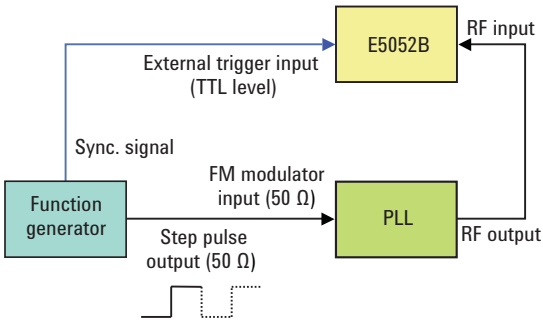 E5052B
RF input
External trigger input
(TTL level)
Sync. signal
FM modulator
input (50 Ω)
Function
generator
PLL
Step pulse
output (50 Ω)
RF output